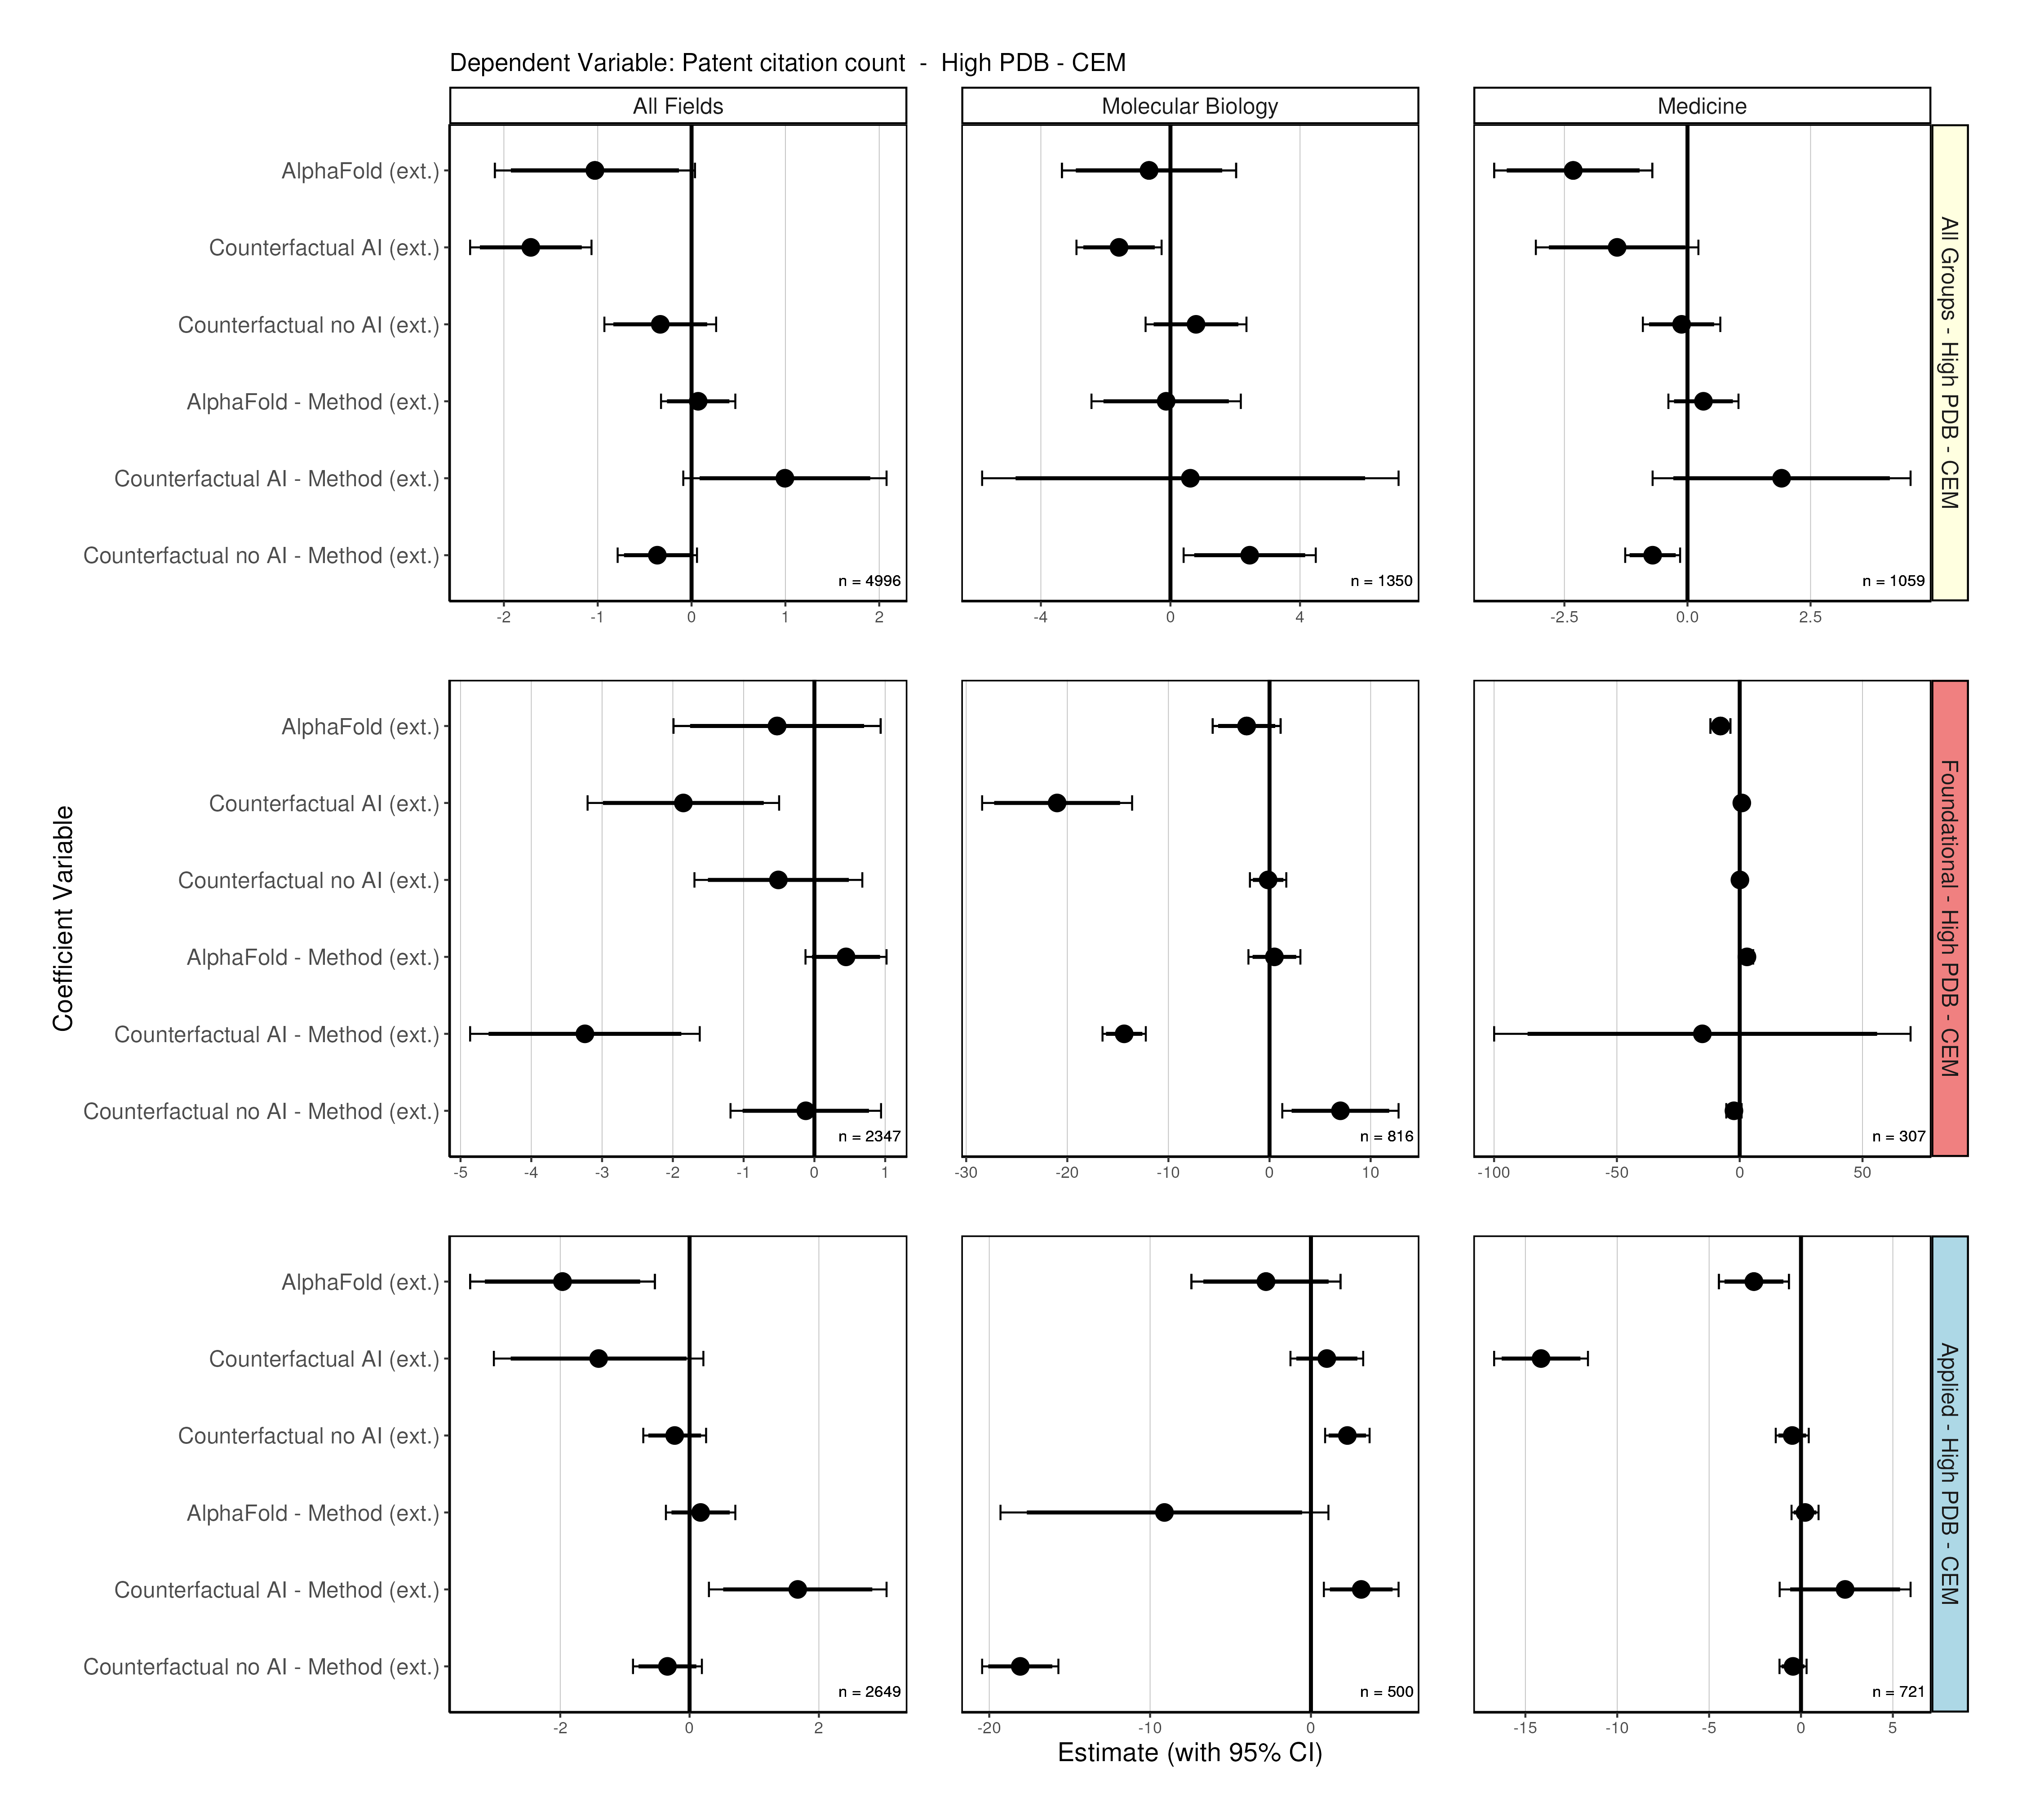 Dependent Variable: Patent citation count - High PDB - CEM
All Fields
Molecular Biology
Medicine
AlphaFold (ext.)
Counterfactual AI (ext.)
Counterfactual no AI (ext.)
AlphaFold - Method (ext.)
Counterfactual AI - Method (ext.)
Counterfactual no AI - Method (ext.)
n = 4996
n = 1350
n = 1059
-2 -1 0 1 2
-4 0 4
-2.5 0.0 2.5
All Groups - High PDB - CEM
Coefficient Variable
AlphaFold (ext.)
Counterfactual AI (ext.)
Counterfactual no AI (ext.)
AlphaFold - Method (ext.)
Counterfactual AI - Method (ext.)
Counterfactual no AI - Method (ext.)
n = 2347
n = 816
n = 307
-5 -4 -3 -2 -1 0 1
-30 -20 -10 0 10
-100 -50 0 50
Foundational - High PDB - CEM
AlphaFold (ext.)
Counterfactual AI (ext.)
Counterfactual no AI (ext.)
AlphaFold - Method (ext.)
Counterfactual AI - Method (ext.)
Counterfactual no AI - Method (ext.)
n = 2649
n = 500
n = 721
-2 0 2
-20 -10 0
-15 -10 -5 0 5
Applied - High PDB - CEM
Estimate (with 95% CI)